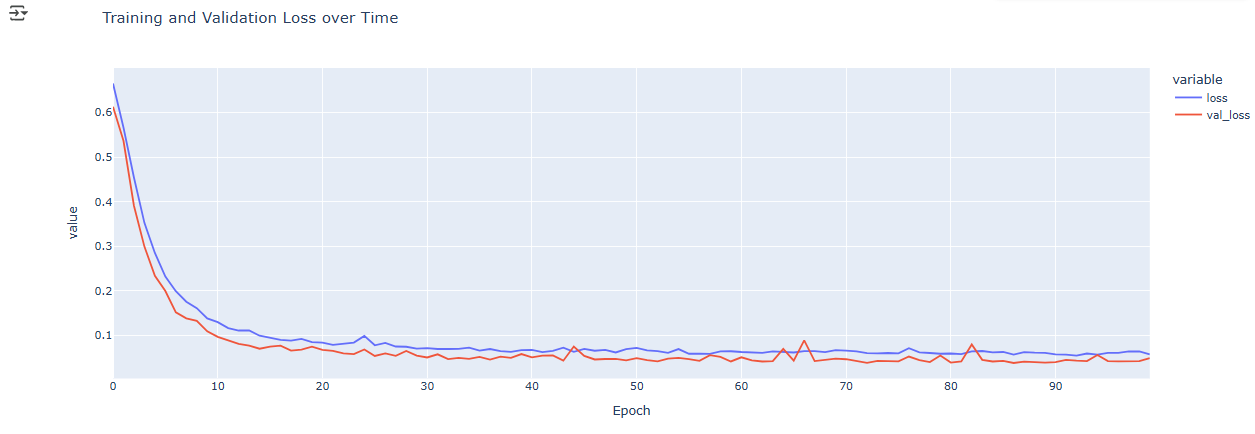 Training and Validation Loss over Time
variable
loss
val_loss
value
0.6
0.5
0.4
0.3
0.2
0.1
0 10 20 30 40 50 60 70 80 90
Epoch